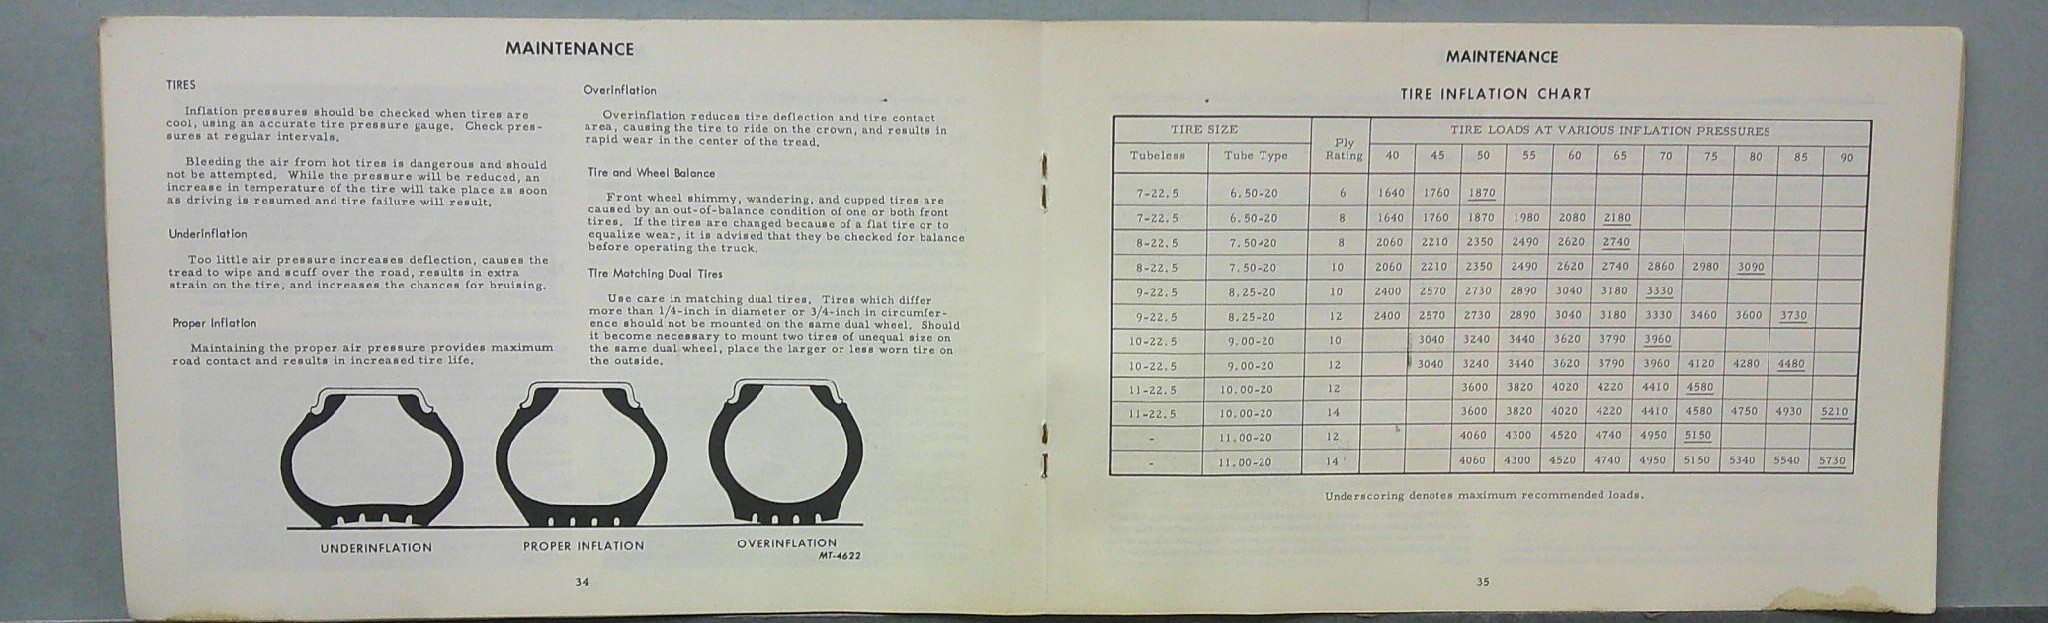 MAINTENANCE
TIRES
Inflation pressures should be checked when tires are
cool, using an accurate tire pressure gauge. Check pres-
sures at regular intervals.
Bleeding the air from hot tires is dangerous and should
not be attempted. While the pressure will be reduced, an
increase in temperature of the tire will take place as soon
as driving is resumed and tire failure will result.
Underinflation
Too little air pressure increases deflection, causes the
tread to wipe and scuff over the road, results in extra
strain on the tire, and increases the chances for bruising.
Proper Inflation
Maintaining the proper air pressure provides maximum
road contact and results in increased tire life.
Overinflation
Overinflation reduces tire deflection and tire contact
area, causing the tire to ride on the crown, and results in
rapid wear in the center of the tread.
Tire and Wheel Balance
Front wheel shimmy, wandering, and cupped tires are
caused by an out-of-balance condition of one or both front
tires. If the tires are changed because of a flat tire or to
equalize wear, it is advised that they be checked for balance
before operating the truck.
Tire Matching Dual Tires
Use care in matching dual tires. Tires which differ
more than 1/4-inch in diameter or 3/4-inch in circumfer-
ence should not be mounted on the same dual wheel. Should
it become necessary to mount two tires of unequal size on
the same dual wheel, place the larger or less worn tire on
the outside.
UNDERINFLATION PROPER INFLATION OVERINFLATION
MT-4622
34
MAINTENANCE
TIRE INFLATION CHART
TIRE SIZE Ply Rating TIRE LOADS AT VARIOUS INFLATION PRESSURES
Tubeless Tube Type 40 45 50 55 60 65 70 75 80 85 90
7-22.5 6.50-20 6 1640 1760 1870
7-22.5 6.50-20 8 1640 1760 1870 1980 2080 2180
8-22.5 7.50-20 8 2060 2210 2350 2490 2620 2740
8-22.5 7.50-20 10 2060 2210 2350 2490 2620 2740 2860 2980 3090
9-22.5 8.25-20 10 2400 2570 2730 2890 3040 3180 3330
9-22.5 8.25-20 12 2400 2570 2730 2890 3040 3180 3330 3460 3600 3730
10-22.5 9.00-20 10 3040 3240 3440 3620 3790 3960
10-22.5 9.00-20 12 3040 3240 3440 3620 3790 3960 4120 4280 4480
11-22.5 10.00-20 12 3600 3820 4020 4220 4410 4580
11-22.5 10.00-20 14 3600 3820 4020 4220 4410 4580 4750 4930 5210
- 11.00-20 12 4060 4300 4520 4740 4950 5150
- 11.00-20 14 4060 4300 4520 4740 4950 5150 5340 5540 5730
Underscoring denotes maximum recommended loads.
35